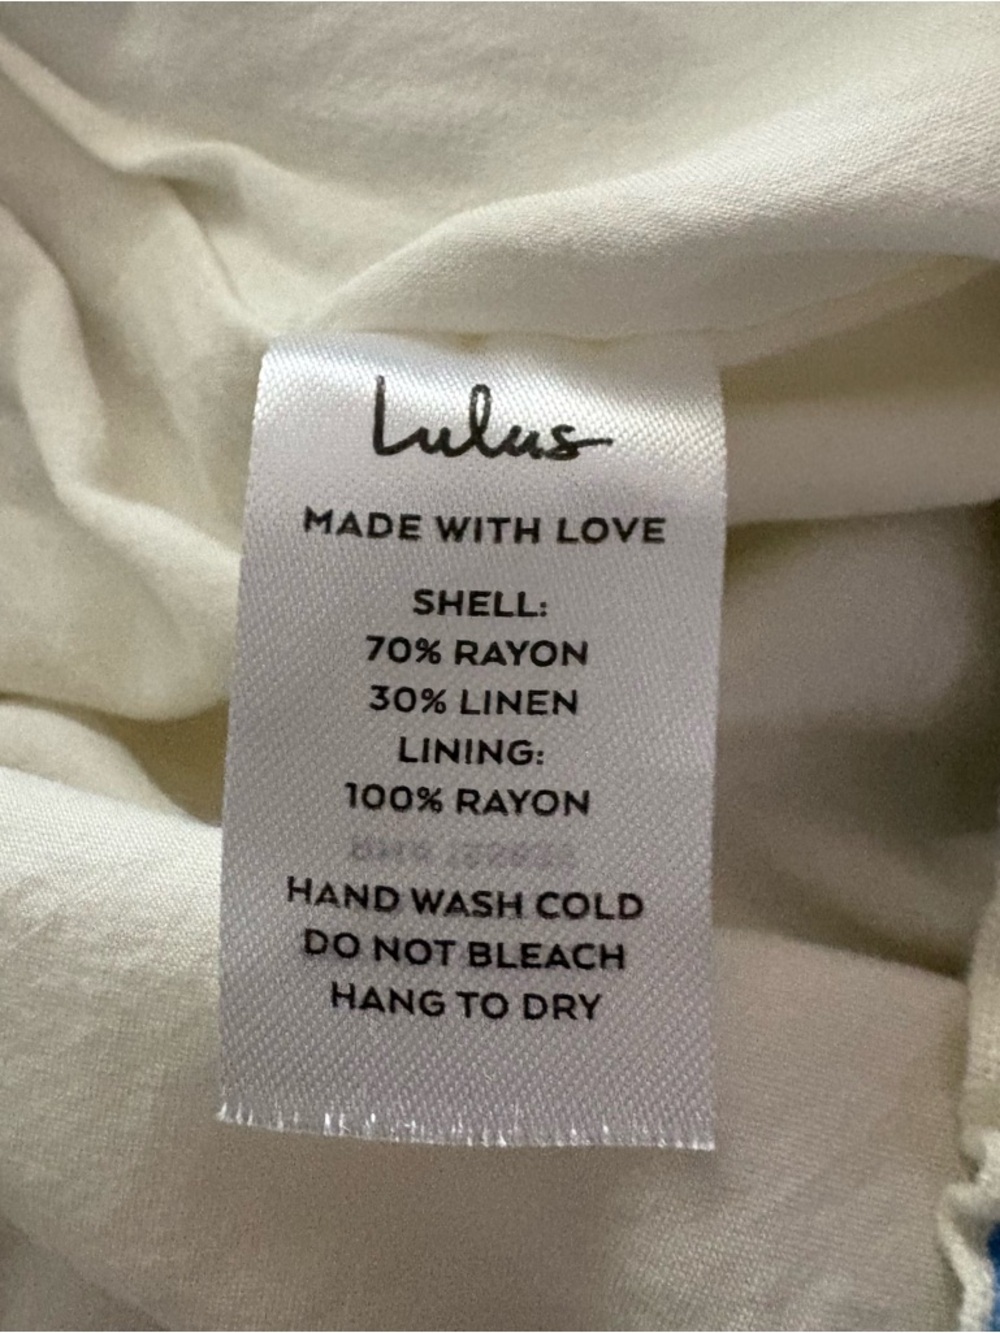 Lulus
MADE WITH LOVE
SHELL:
70% RAYON
30% LINEN
LINING:
100% RAYON
HAND WASH COLD
DO NOT BLEACH
HANG TO DRY